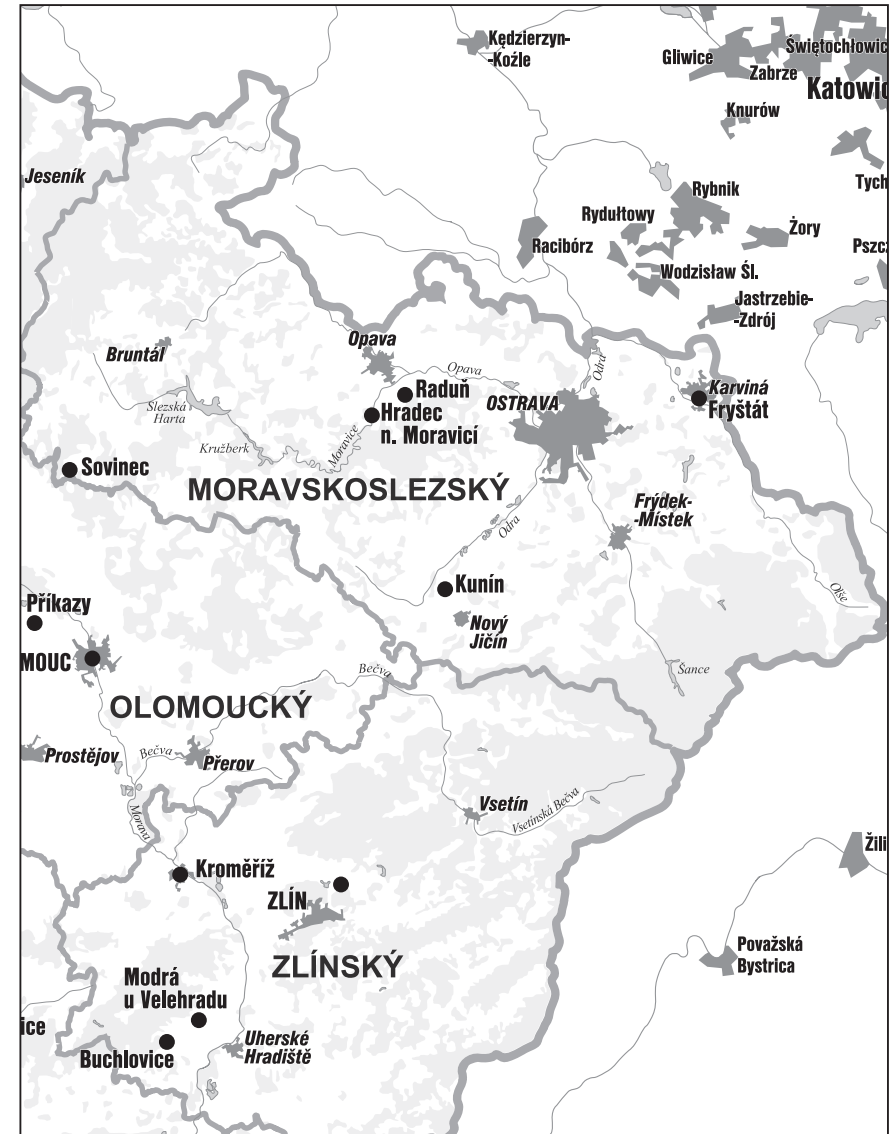 Kędzierzyn-
-Koźle
Gliwice
Świętochłowic
Zabrze
Katowic
Knurów
Jeseník
Tych
Rybnik
Rydułtowy
Żory
Racibórz
Pszcz
Wodzisław Śl.
Jastrzebie-
-Zdrój
Opava
Bruntál
Opava
Odra
Raduň
Karviná
Fryštát
OSTRAVA
Slezská
Harta
Hradec
n. Moravicí
Moravice
Kružberk
Sovinec
MORAVSKOSLEZSKÝ
Frýdek-
-Místek
Odra
Kunín
Olše
Příkazy
Nový
Jičín
MOUC
Bečva
Šance
OLOMOUCKÝ
Prostějov
Bečva
Přerov
Vsetín
Vsetínská Bečva
Morava
Žili
Kroměříž
ZLÍN
Považská
Bystrica
ZLÍNSKÝ
Modrá
u Velehradu
ice
Buchlovice
Uherské
Hradiště